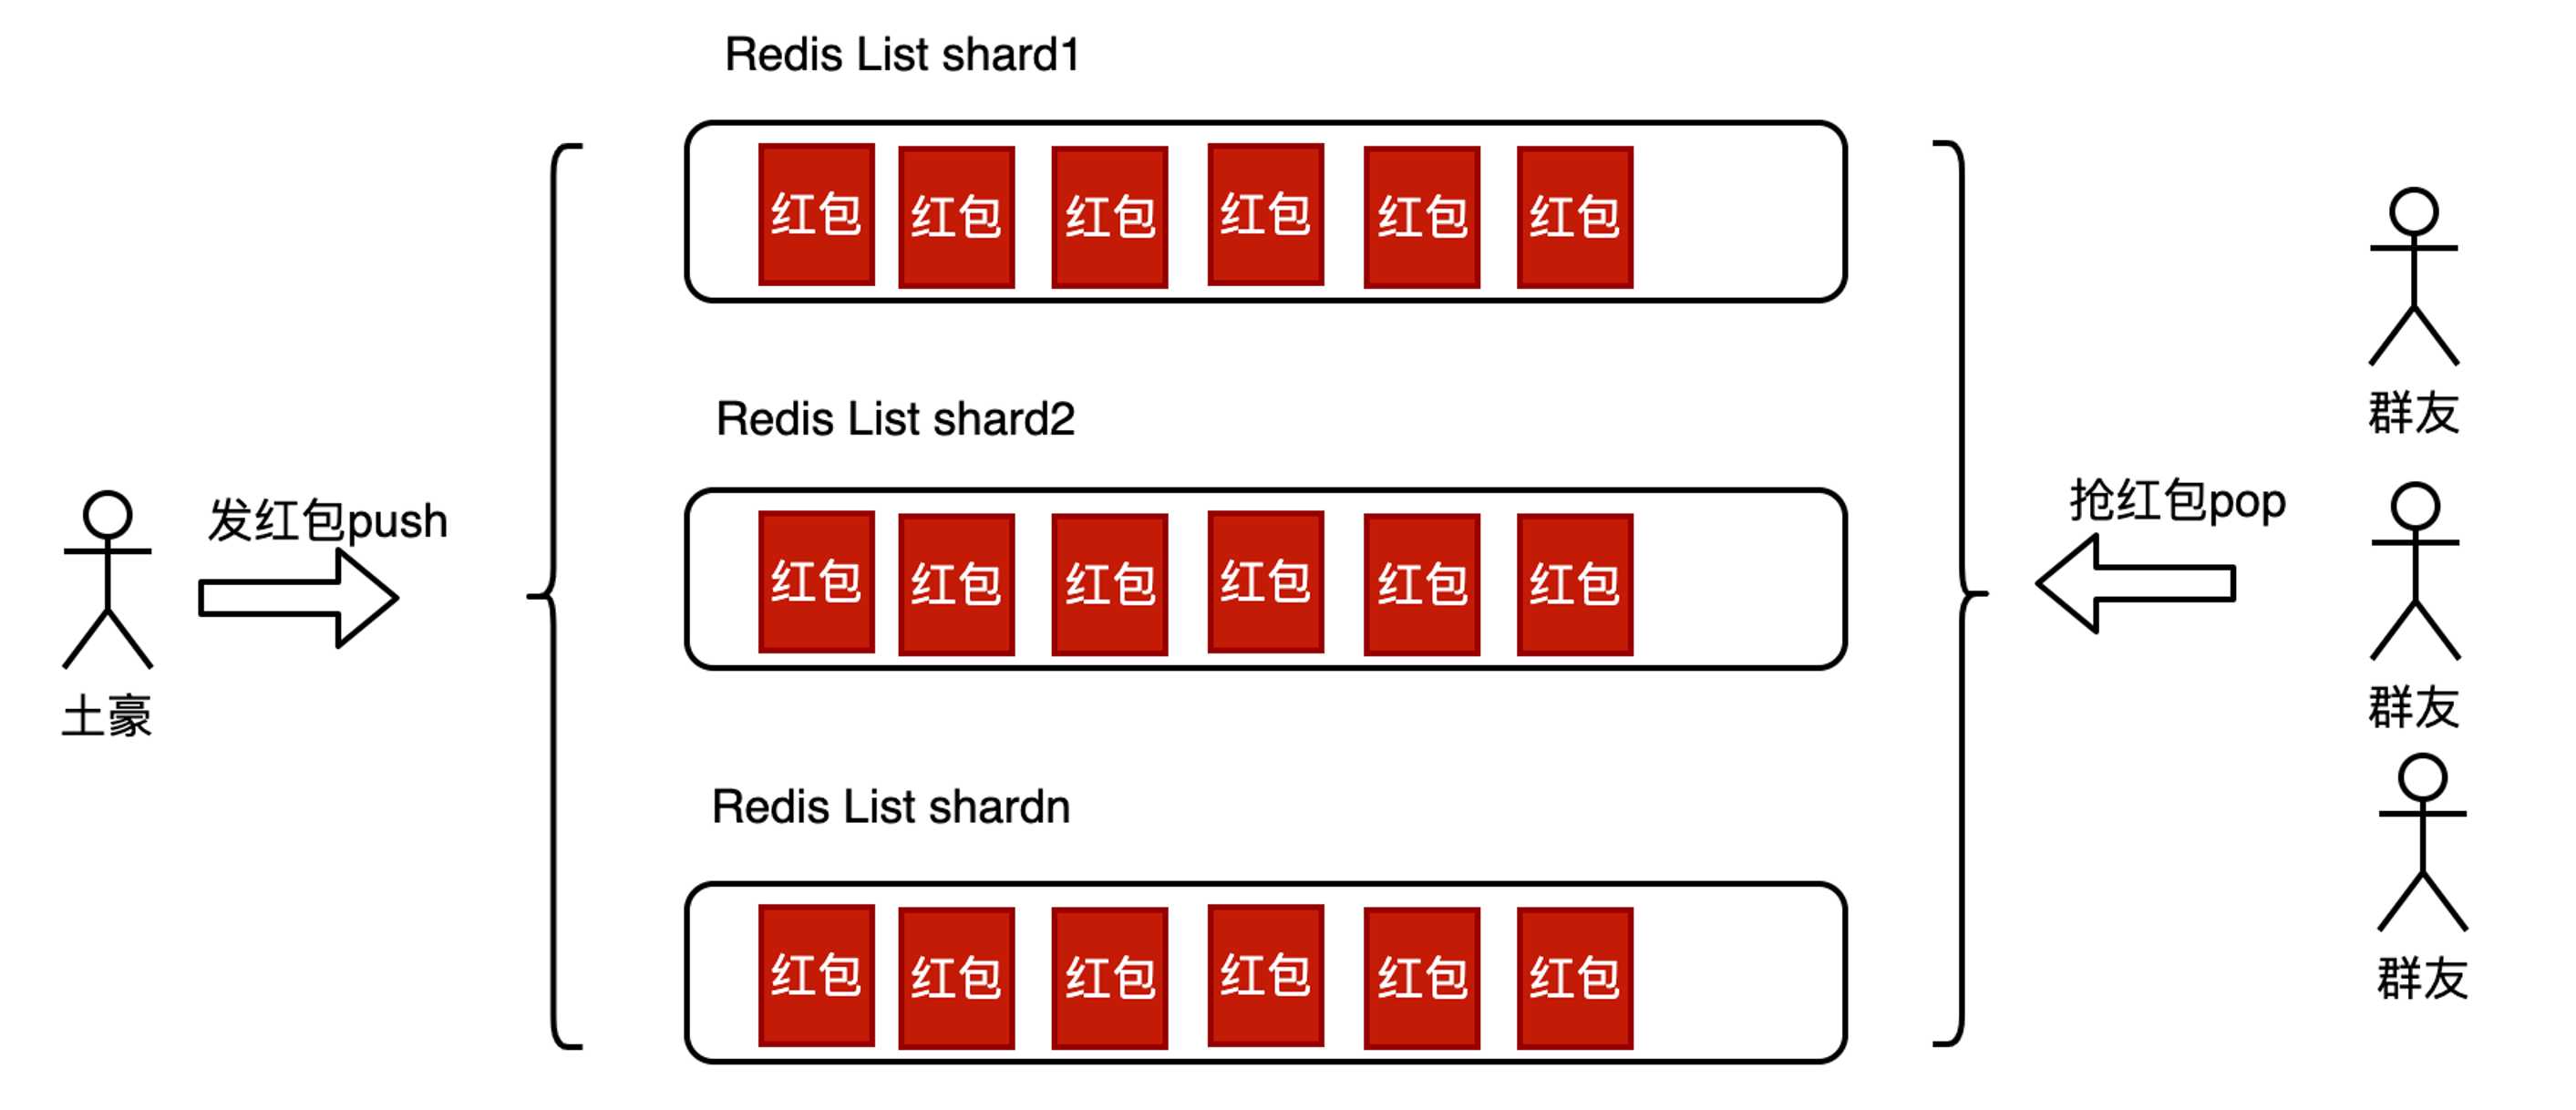 Redis List shard1
红包 红包 红包 红包 红包 红包
群友
Redis List shard2
发红包push
抢红包pop
红包 红包 红包 红包 红包 红包
土豪
群友
Redis List shardn
红包 红包 红包 红包 红包 红包
群友